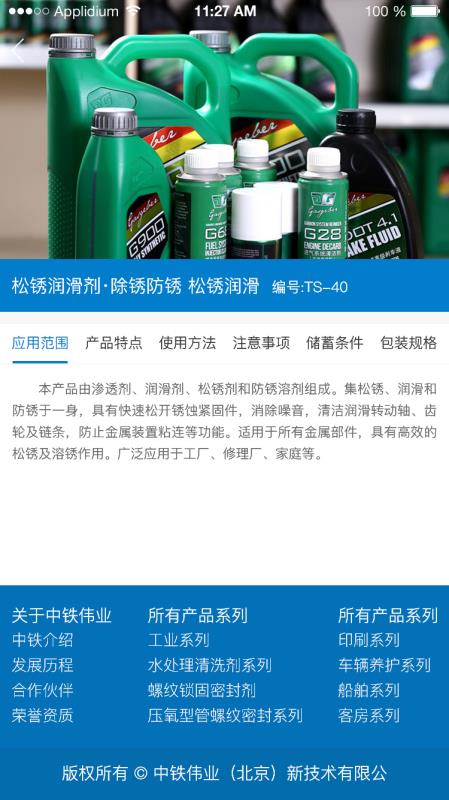 Applidium 11:27 AM 100 %
Gnyeber
G900
SYNTHETIC
Gnyeber
G28
CARBON SYSTEM REMOVER
ENGINE DECARB
DOT 4.1
松锈润滑剂·除锈防锈 松锈润滑 编号:TS-40
应用范围 产品特点 使用方法 注意事项 储蓄条件 包装规格
本产品由渗透剂、润滑剂、松锈剂和防锈溶剂组成。集松锈、润滑和
防锈于一身，具有快速松开锈蚀紧固件，消除噪音，清洁润滑转动轴、齿
轮及链条，防止金属装置粘连等功能。适用于所有金属部件，具有高效的
松锈及溶锈作用。广泛应用于工厂、修理厂、家庭等。
关于中铁伟业 所有产品系列 所有产品系列
中铁介绍 工业系列 印刷系列
发展历程 水处理清洗剂系列 车辆养护系列
合作伙伴 螺纹锁固密封剂 船舶系列
荣誉资质 压氧型管螺纹密封系列 客房系列
版权所有 © 中铁伟业（北京）新技术有限公